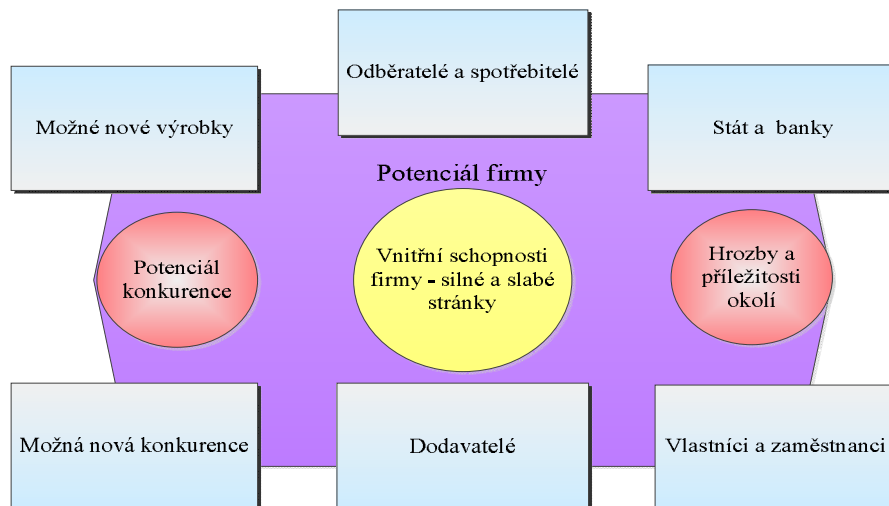 Odběratelé a spotřebitelé
Možné nové výrobky
Stát a  banky
Potenciál firmy
Potenciál
konkurence
Vnitřní schopnosti
firmy - silné a slabé
stránky
Hrozby a
příležitosti
okolí
Možná nová konkurence
Dodavatelé
Vlastníci a zaměstnanci